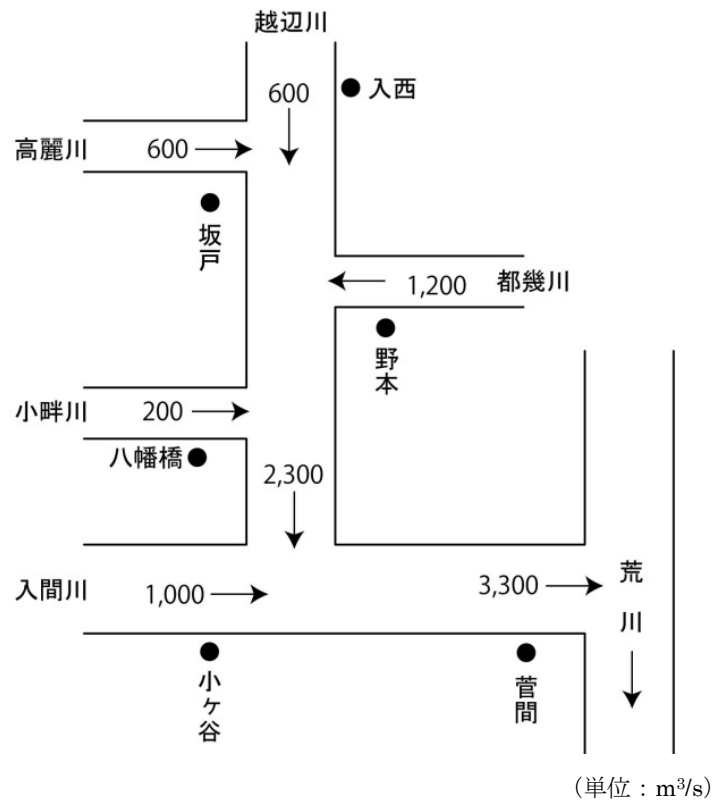 越辺川
600
入西
高麗川
600
坂戸
1,200
都幾川
野本
小畔川
200
八幡橋
2,300
入間川
1,000
3,300
荒川
小ヶ谷
菅間
（単位：m³/s）